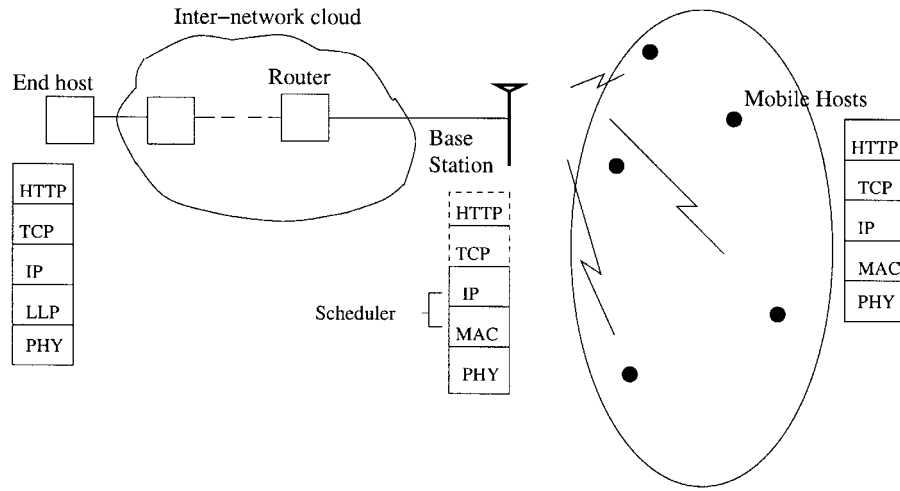 Inter-network cloud
End host
Router
Mobile Hosts
Base
Station
HTTP
TCP
IP
LLP
PHY
HTTP
TCP
IP
MAC
PHY
Scheduler
HTTP
TCP
IP
MAC
PHY